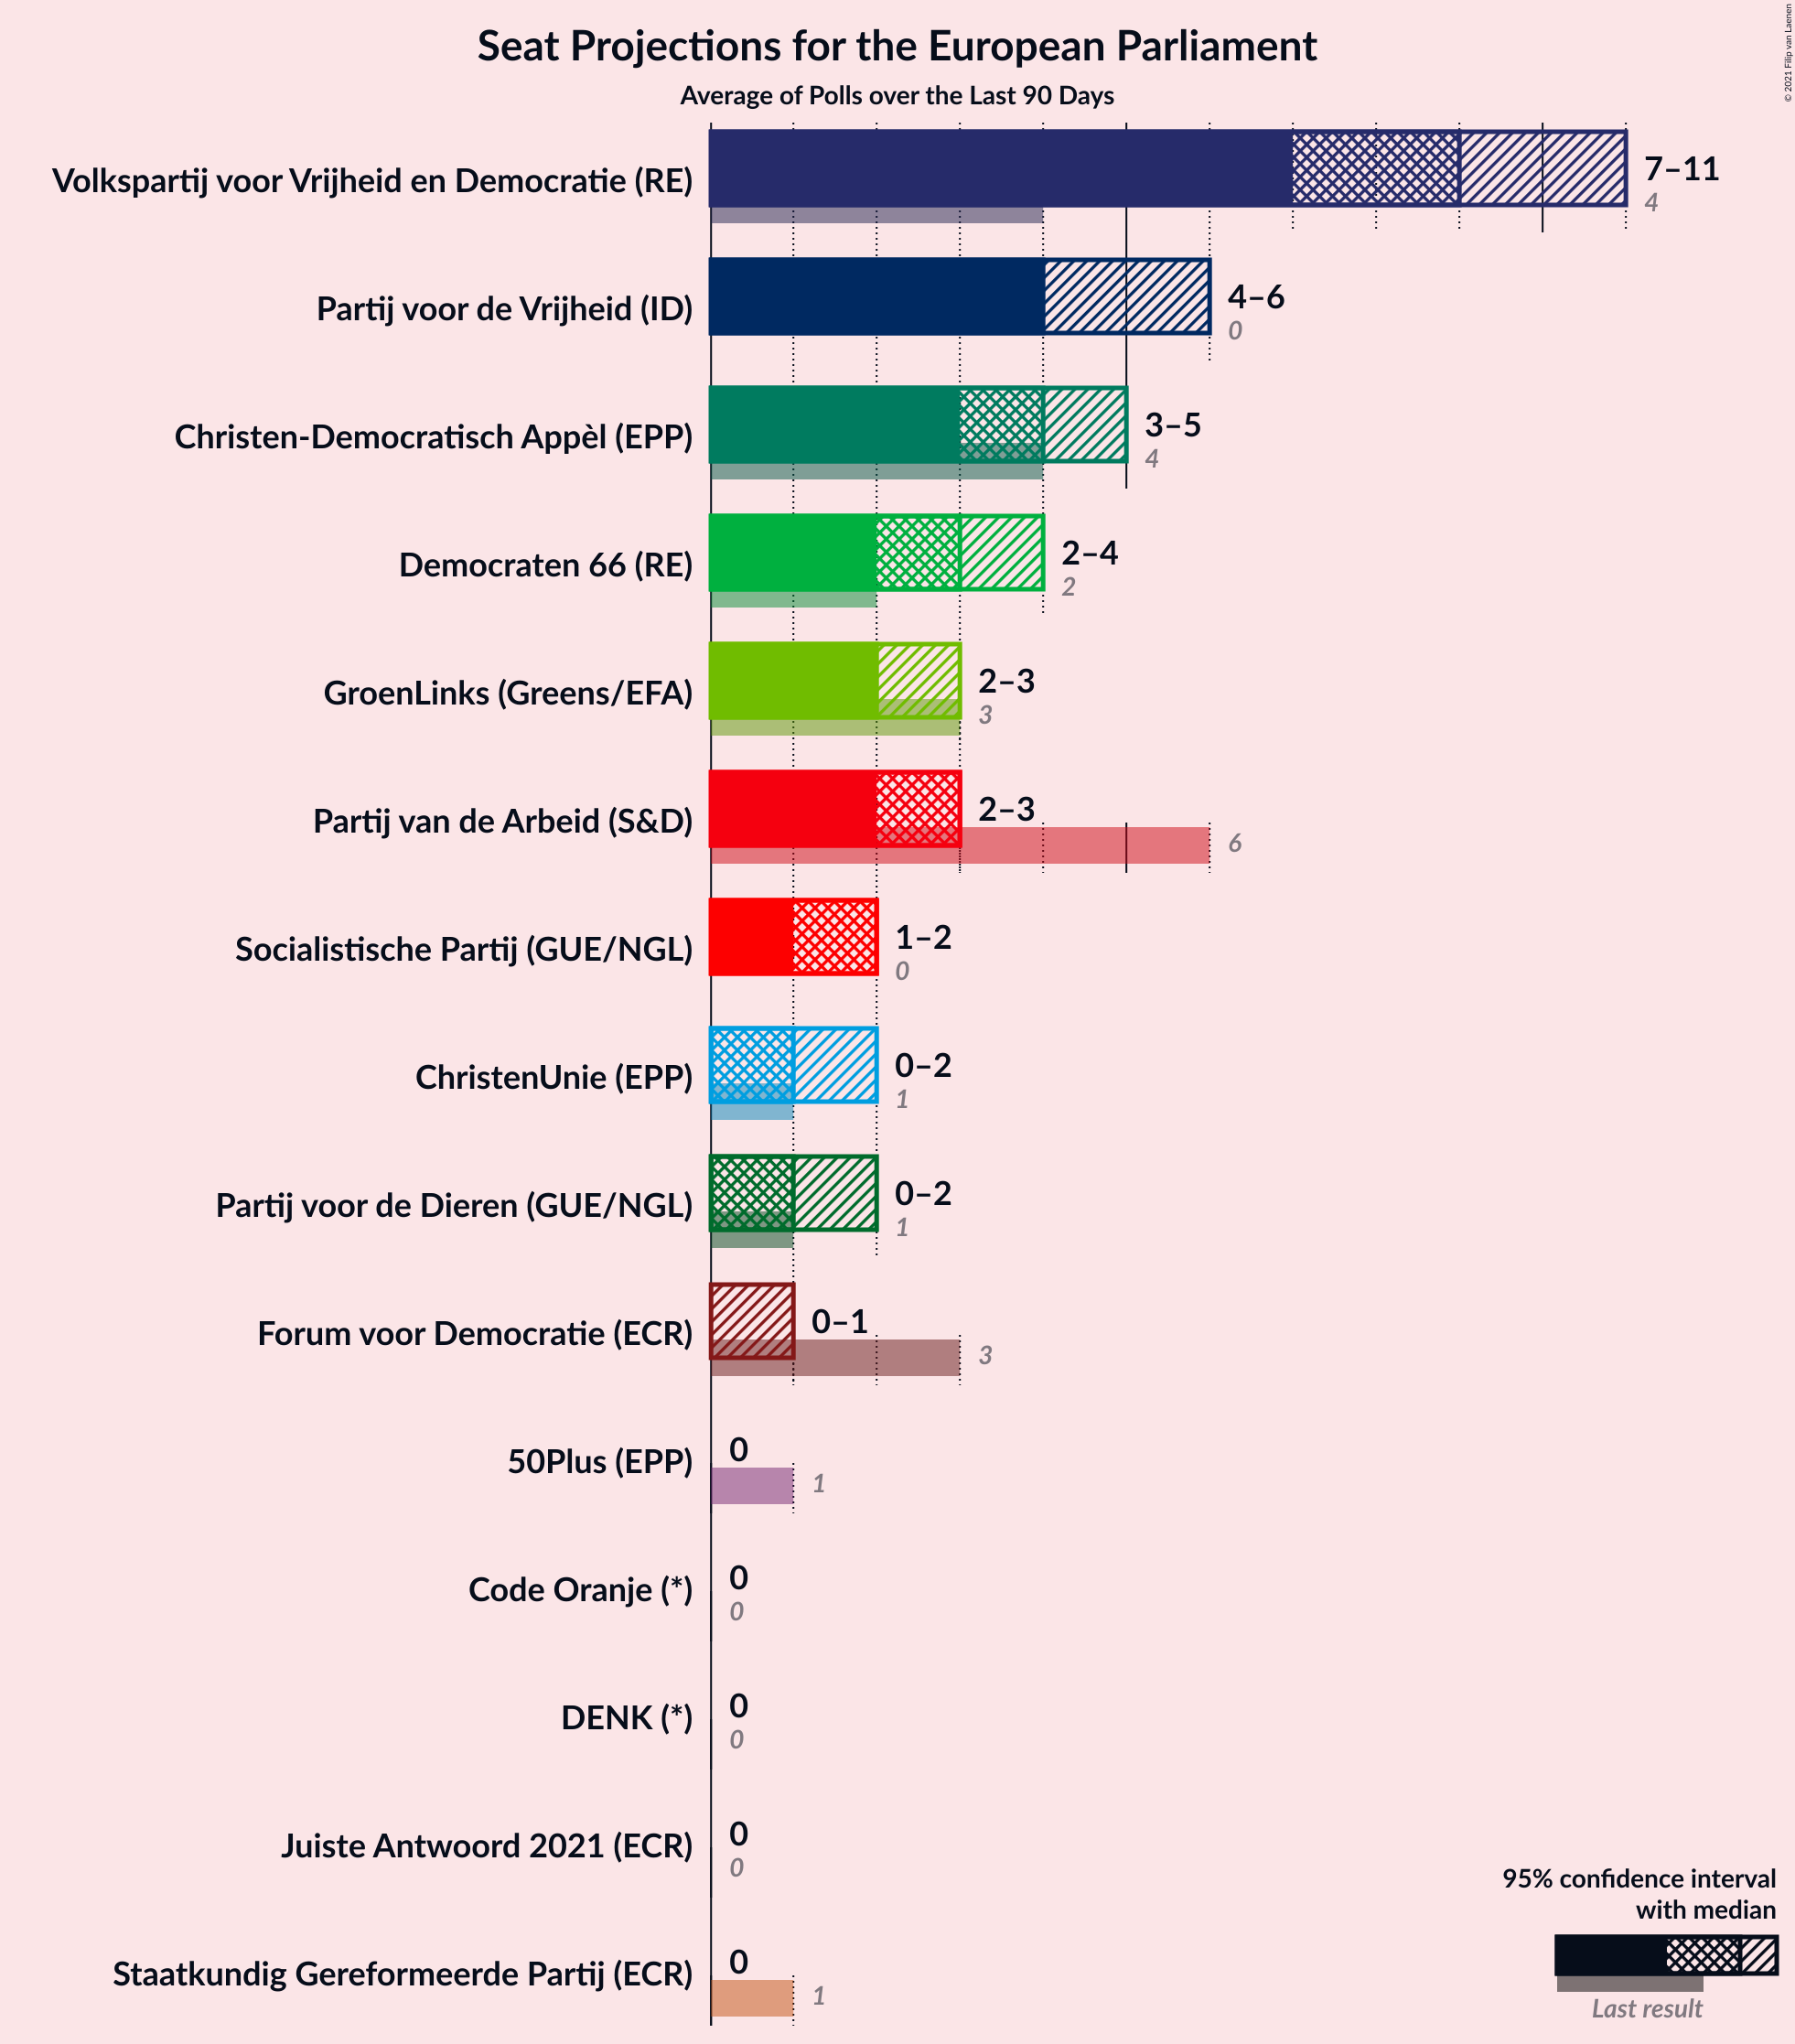 Seat Projections for the European Parliament
Average of Polls over the Last 90 Days
© 2021 Filip van Laenen
Volkspartij voor Vrijheid en Democratie (RE)
7–11
4
Partij voor de Vrijheid (ID)
4–6
0
Christen-Democratisch Appèl (EPP)
3–5
4
Democraten 66 (RE)
2–4
2
GroenLinks (Greens/EFA)
2–3
3
Partij van de Arbeid (S&D)
2–3
6
Socialistische Partij (GUE/NGL)
1–2
0
ChristenUnie (EPP)
0–2
1
Partij voor de Dieren (GUE/NGL)
0–2
1
Forum voor Democratie (ECR)
0–1
3
50Plus (EPP)
0
1
Code Oranje (*)
0
0
DENK (*)
0
0
Juiste Antwoord 2021 (ECR)
0
0
Staatkundig Gereformeerde Partij (ECR)
0
1
95% confidence interval
with median
Last result